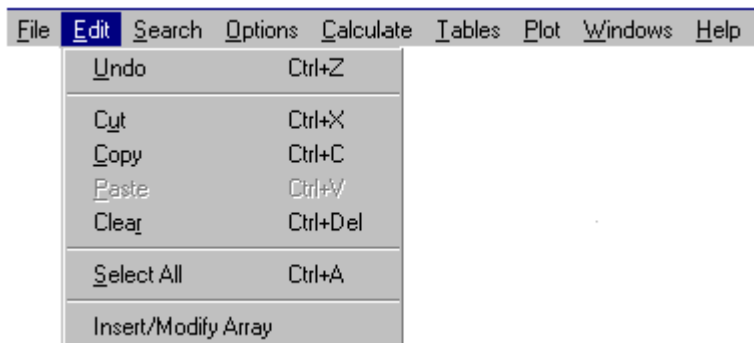 File Edit Search Options Calculate Tables Plot Windows Help
Undo Ctrl+Z
Cut Ctrl+X
Copy Ctrl+C
Paste Ctrl+V
Clear Ctrl+Del
Select All Ctrl+A
Insert/Modify Array